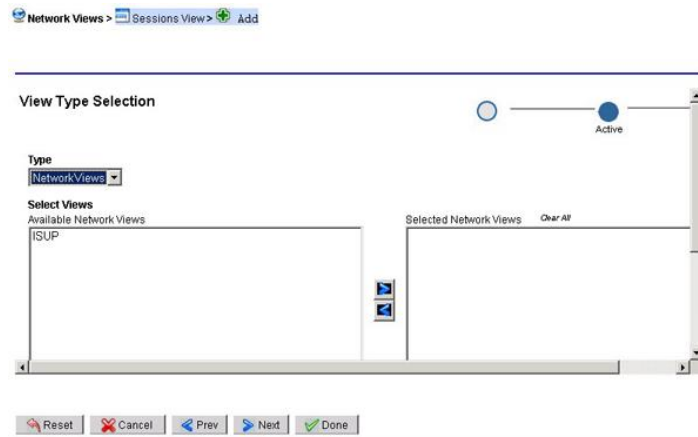 Network Views > Sessions View > Add
View Type Selection
Active
Type
NetworkViews
Select Views
Available Network Views
Selected Network Views Clear All
ISUP
Reset Cancel Prev Next Done